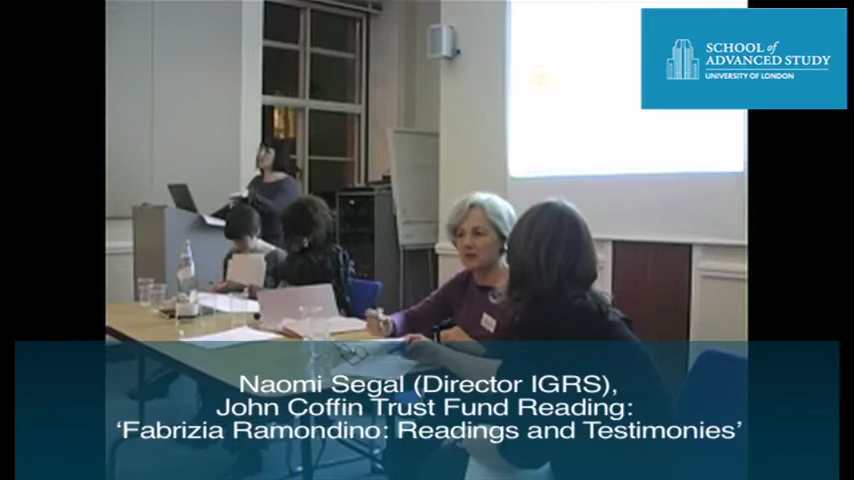 SCHOOL of
ADVANCED STUDY
UNIVERSITY OF LONDON
Naomi Segal (Director IGRS),
John Coffin Trust Fund Reading:
‘Fabrizia Ramondino: Readings and Testimonies’